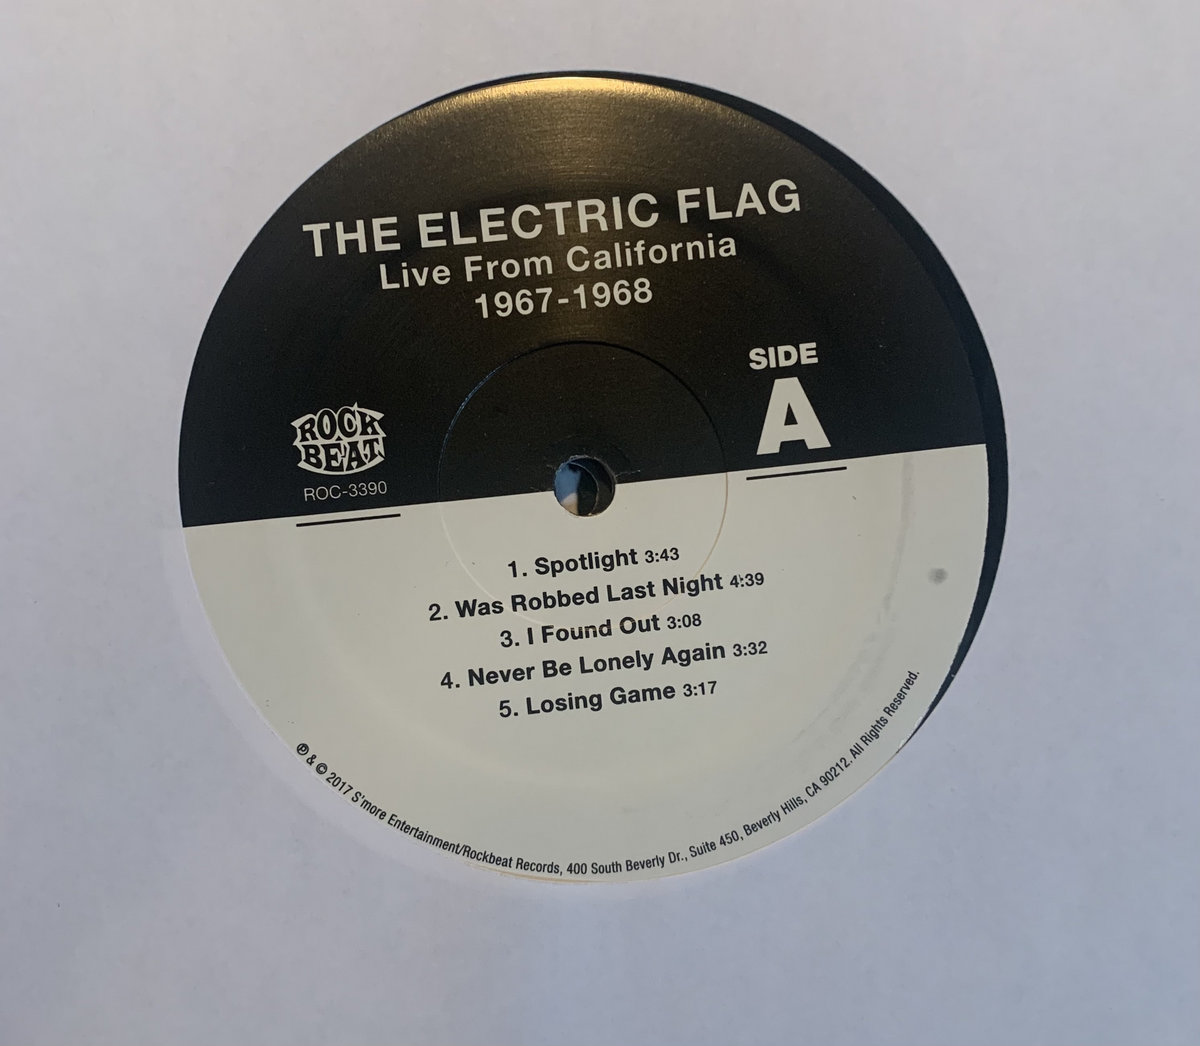 THE ELECTRIC FLAG
Live From California
1967-1968
SIDE
A
ROCK
BEAT
ROC-3390
1. Spotlight 3:43
2. Was Robbed Last Night 4:39
3. I Found Out 3:08
4. Never Be Lonely Again 3:32
5. Losing Game 3:17
℗ & © 2017 S'more Entertainment/Rockbeat Records, 400 South Beverly Dr., Suite 450, Beverly Hills, CA 90212. All Rights Reserved.